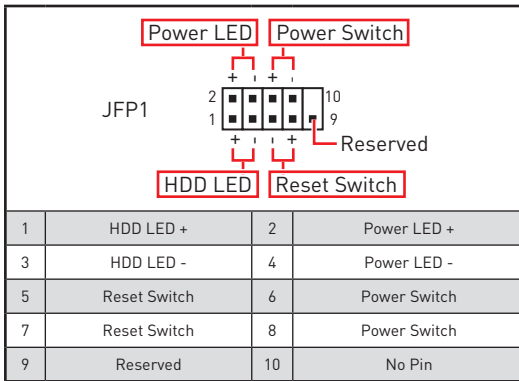 Power LED Power Switch
+ - + -
2 10
JFP1
1 9
+ - - + Reserved
HDD LED Reset Switch
1 HDD LED + 2 Power LED +
3 HDD LED - 4 Power LED -
5 Reset Switch 6 Power Switch
7 Reset Switch 8 Power Switch
9 Reserved 10 No Pin